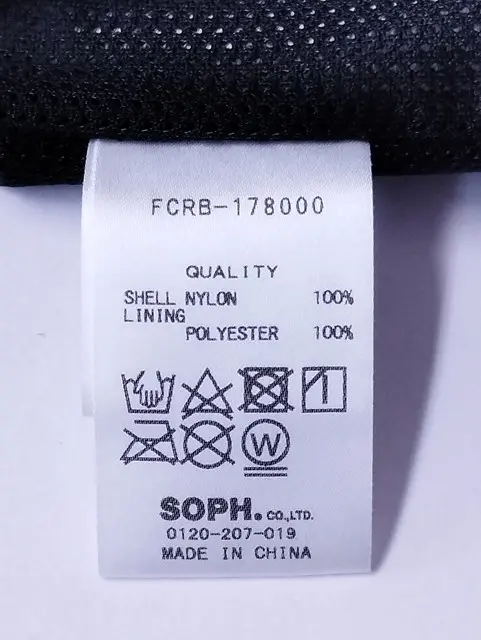 FCRB-178000
QUALITY
SHELL NYLON 100%
LINING
POLYESTER 100%
W
SOPH.® CO.,LTD.
0120-207-019
MADE IN CHINA